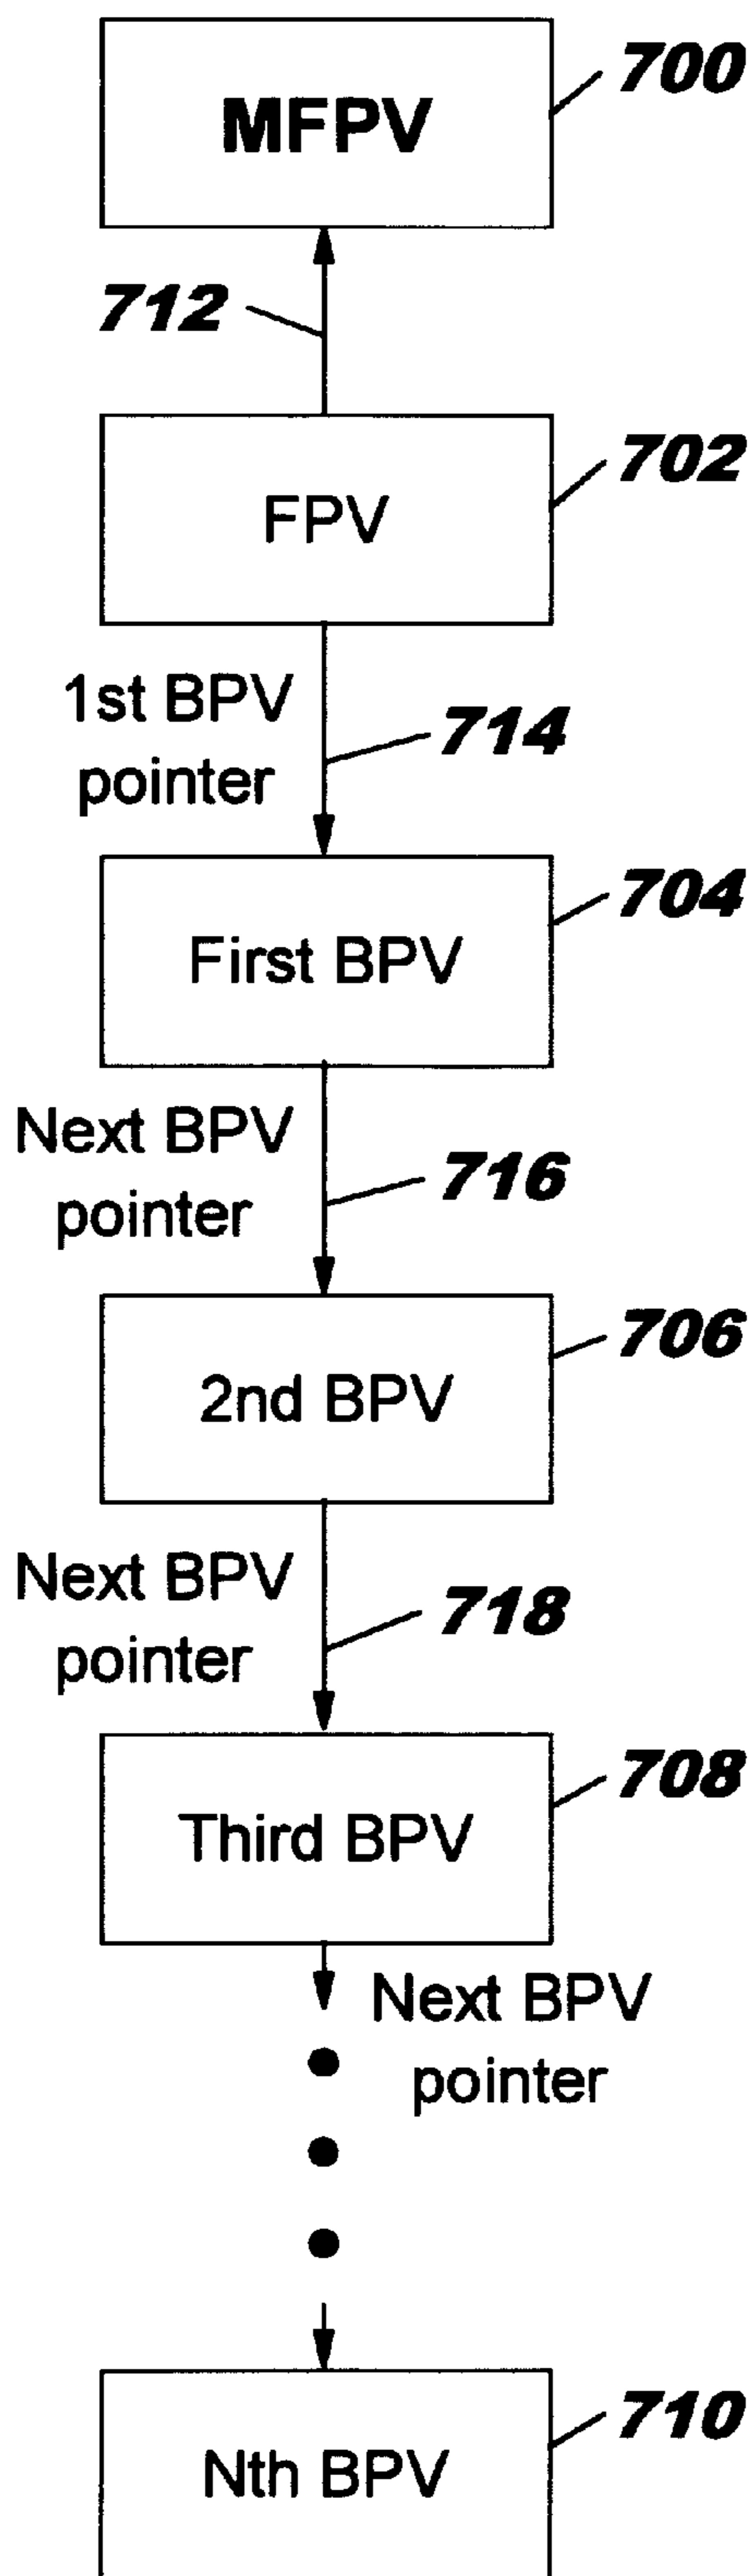 MFPV
700
712
FPV
702
1st BPV
pointer
714
First BPV
704
Next BPV
pointer
716
2nd BPV
706
Next BPV
pointer
718
Third BPV
708
Next BPV
pointer
Nth BPV
710